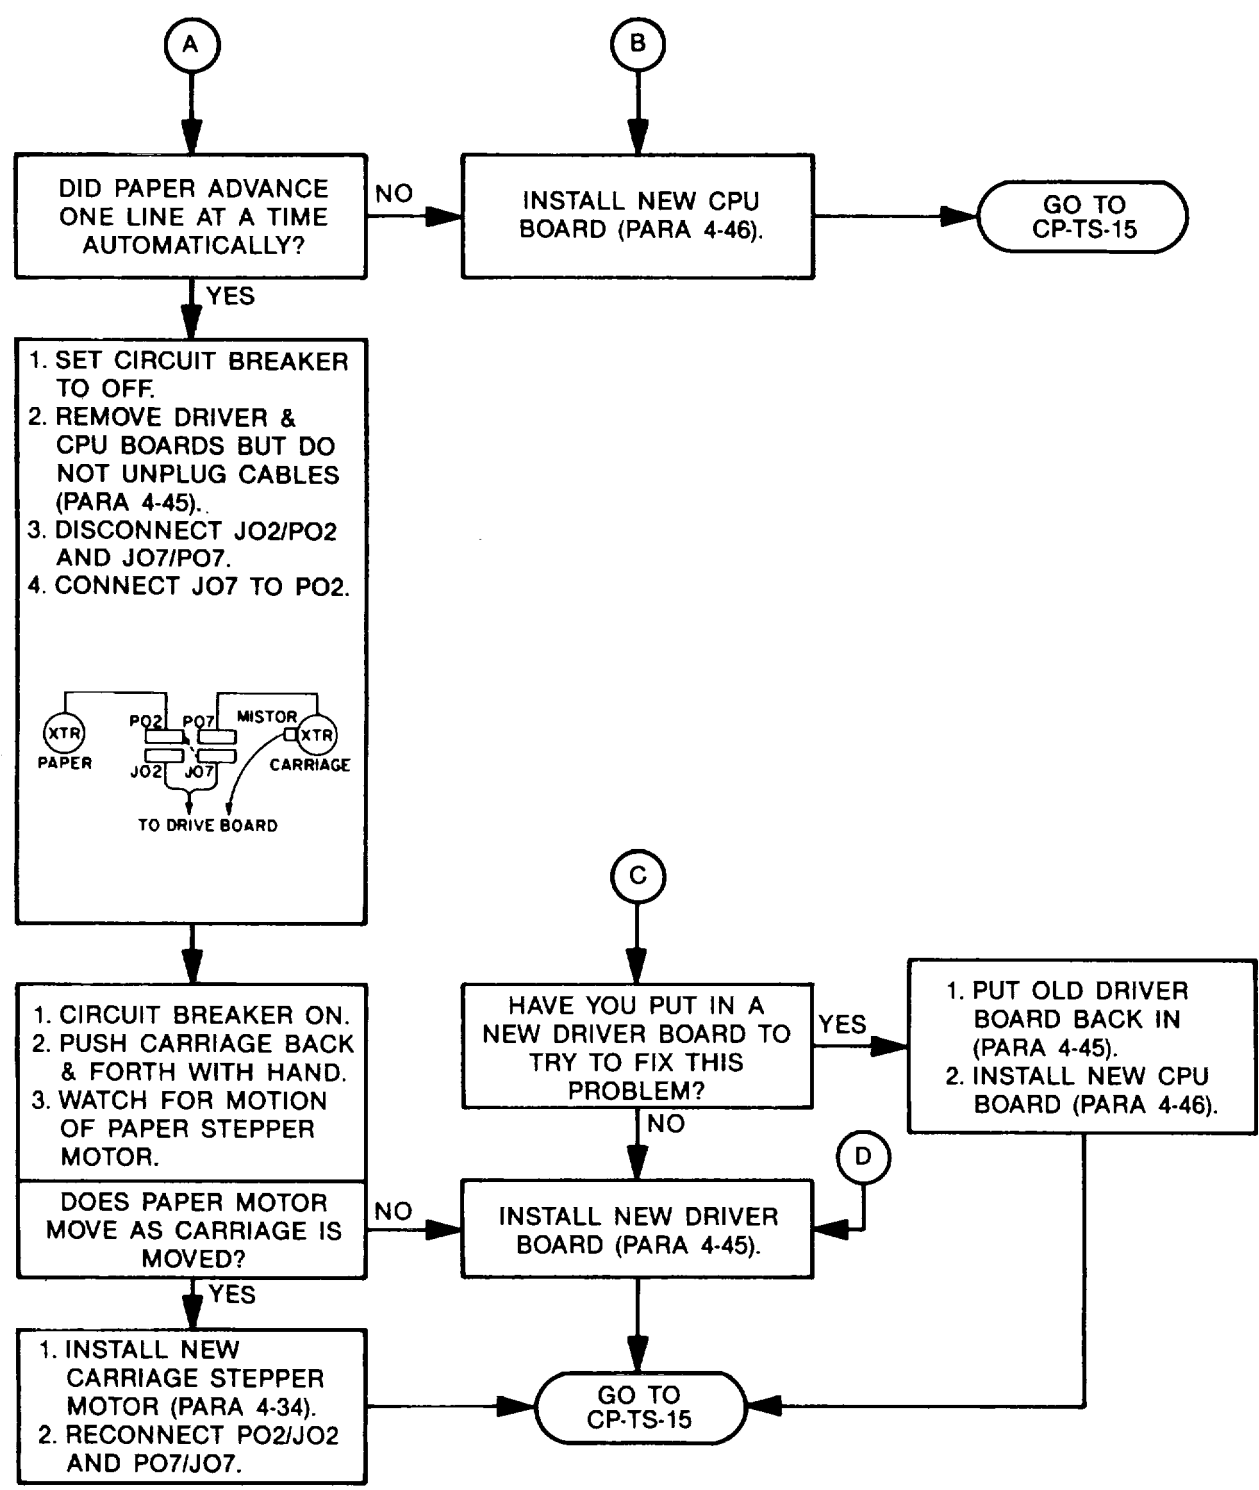 A
B
DID PAPER ADVANCE
ONE LINE AT A TIME
AUTOMATICALLY?
NO
INSTALL NEW CPU
BOARD (PARA 4-46).
GO TO
CP-TS-15
YES
1. SET CIRCUIT BREAKER
TO OFF.
2. REMOVE DRIVER &
CPU BOARDS BUT DO
NOT UNPLUG CABLES
(PARA 4-45).
3. DISCONNECT JO2/PO2
AND JO7/PO7.
4. CONNECT JO7 TO PO2.
PO2 PO7 MISTOR
XTR
XTR
PAPER
JO2 JO7
CARRIAGE
TO DRIVE BOARD
C
1. CIRCUIT BREAKER ON.
2. PUSH CARRIAGE BACK
& FORTH WITH HAND.
3. WATCH FOR MOTION
OF PAPER STEPPER
MOTOR.
DOES PAPER MOTOR
MOVE AS CARRIAGE IS
MOVED?
NO
HAVE YOU PUT IN A
NEW DRIVER BOARD TO
TRY TO FIX THIS
PROBLEM?
YES
1. PUT OLD DRIVER
BOARD BACK IN
(PARA 4-45).
2. INSTALL NEW CPU
BOARD (PARA 4-46).
NO
D
INSTALL NEW DRIVER
BOARD (PARA 4-45).
YES
1. INSTALL NEW
CARRIAGE STEPPER
MOTOR (PARA 4-34).
2. RECONNECT PO2/JO2
AND PO7/JO7.
GO TO
CP-TS-15